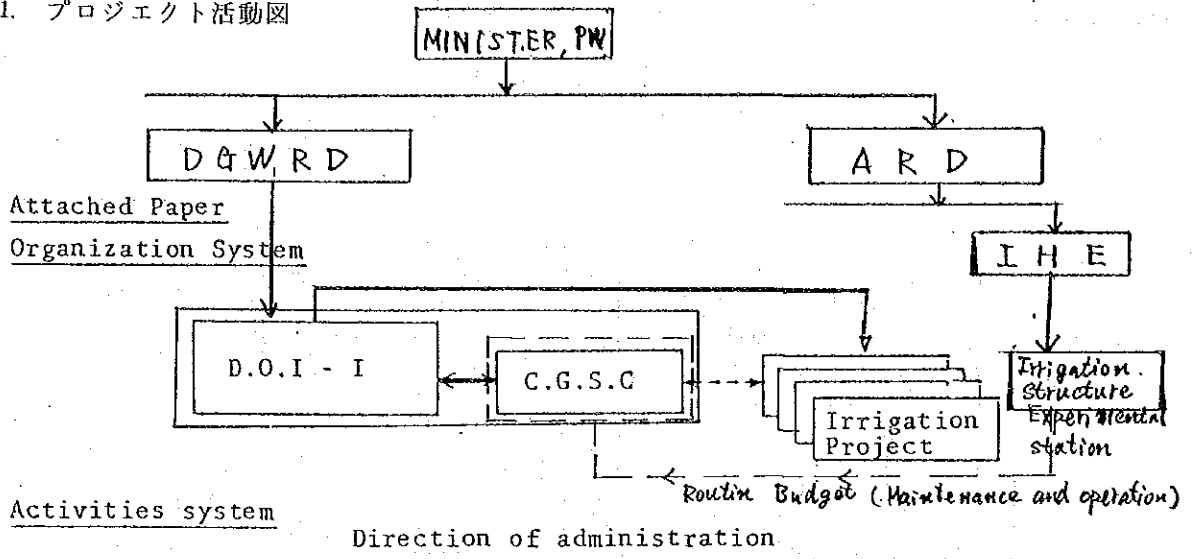 1. プロジェクト活動図
MINISTER, PW
D G W R D
A R D
Attached Paper
Organization System
I H E
D.O.I - I
C.G.S.C
Irrigation
Project
Irrigation.
Structure
Experimental
station
Routin Budget (Maintenance and operation)
Activities system
Direction of administration